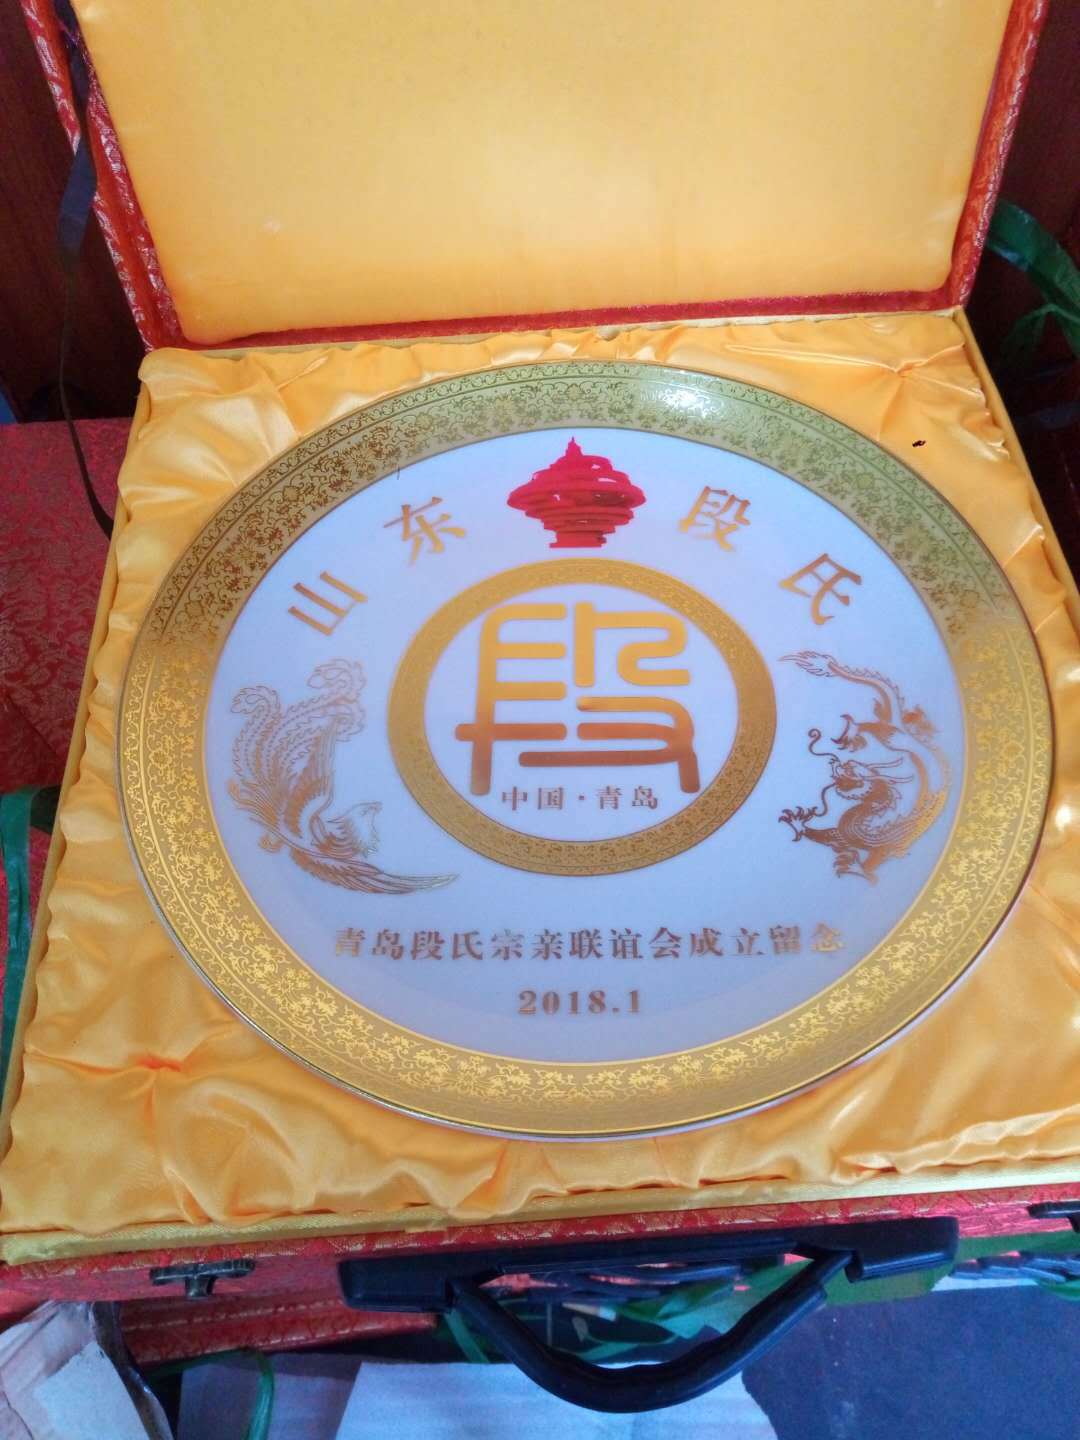 山东段氏
段
中国·青岛
青岛段氏宗亲联谊会成立留念
2018.1